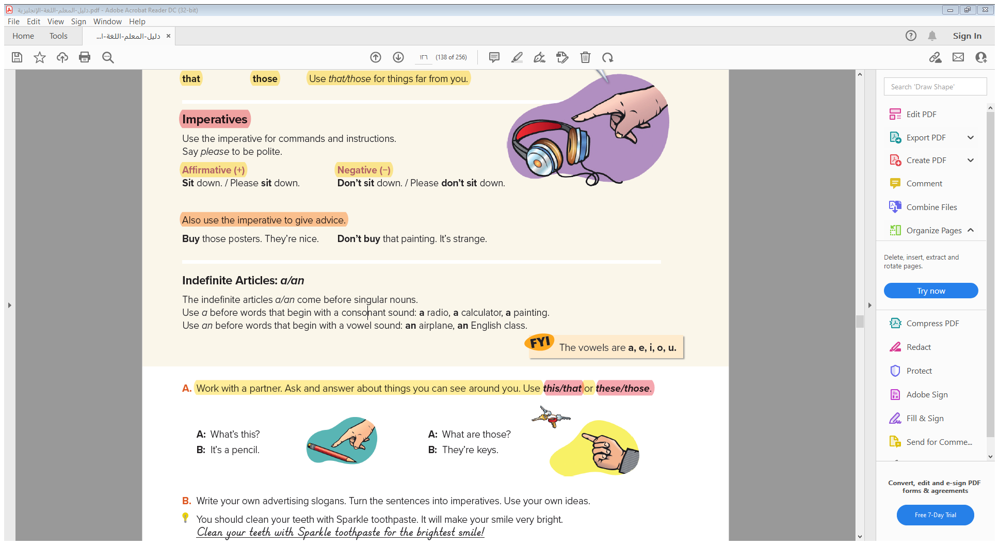 دليل-المعلم-اللغة-الإنجليزية.pdf - Adobe Acrobat Reader DC (32-bit)
File Edit View Sign Window Help
Home Tools دليل-المعلم-اللغة-ا... × Sign In
١٢٦ (138 of 256)
that those Use that/those for things far from you.
Imperatives
Use the imperative for commands and instructions.
Say please to be polite.
Affirmative (+) Negative (–)
Sit down. / Please sit down. Don't sit down. / Please don't sit down.
Also use the imperative to give advice.
Buy those posters. They're nice. Don't buy that painting. It's strange.
Indefinite Articles: a/an
The indefinite articles a/an come before singular nouns.
Use a before words that begin with a consonant sound: a radio, a calculator, a painting.
Use an before words that begin with a vowel sound: an airplane, an English class.
FYI The vowels are a, e, i, o, u.
A. Work with a partner. Ask and answer about things you can see around you. Use this/that or these/those.
A: What's this?
B: It's a pencil.
A: What are those?
B: They're keys.
B. Write your own advertising slogans. Turn the sentences into imperatives. Use your own ideas.
You should clean your teeth with Sparkle toothpaste. It will make your smile very bright.
Clean your teeth with Sparkle toothpaste for the brightest smile!
Search 'Draw Shape'
Edit PDF
Export PDF
Create PDF
Comment
Combine Files
Organize Pages
Delete, insert, extract and
rotate pages.
Try now
Compress PDF
Redact
Protect
Adobe Sign
Fill & Sign
Send for Comme...
Convert, edit and e-sign PDF
forms & agreements
Free 7-Day Trial